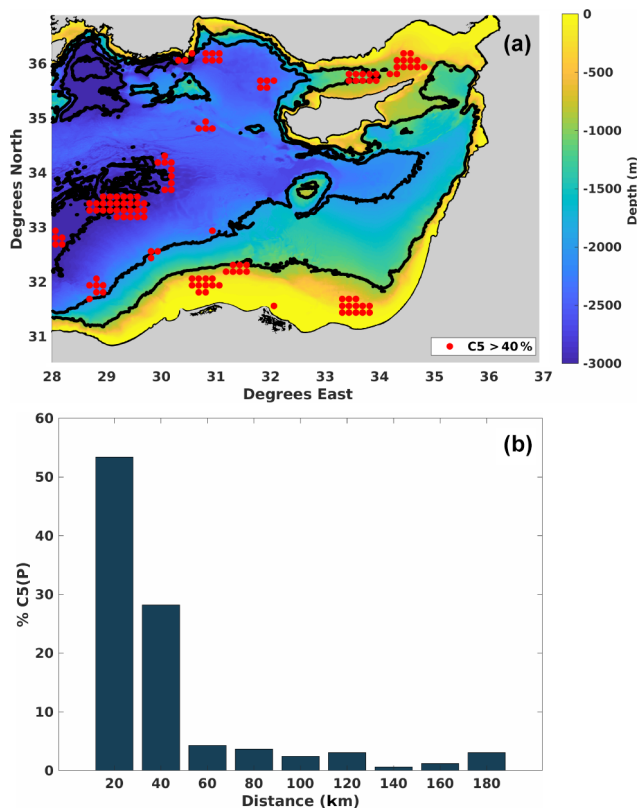 (a)
36
35
34
33
32
31
Degrees North
28 29 30 31 32 33 34 35 36 37
Degrees East
C5 > 40 %
0
-500
-1000
-1500
-2000
-2500
-3000
Depth (m)
(b)
60
50
40
30
20
10
0
% C5(P)
20 40 60 80 100 120 140 160 180
Distance (km)